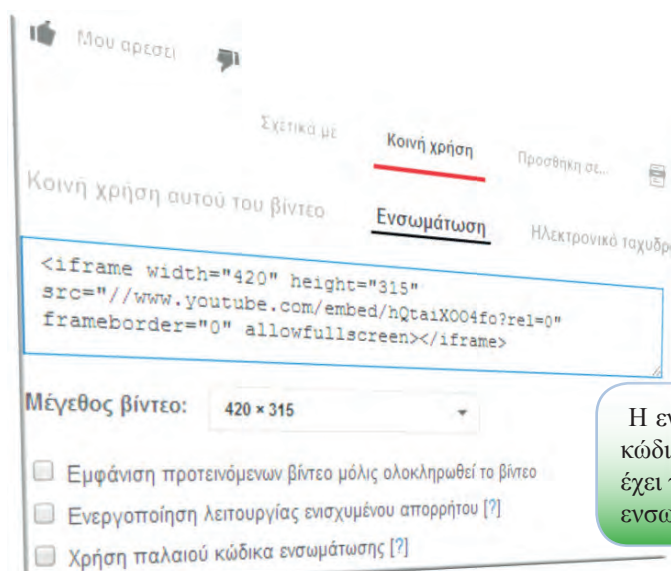 Μου αρέσει
Σχετικά με Κοινή χρήση Προσθήκη σε...
Κοινή χρήση αυτού του βίντεο Ενσωμάτωση Ηλεκτρονικό
<iframe width="420" height="315"
src="//www.youtube.com/embed/hQtaiXOO4fo?rel=0"
frameborder="0" allowfullscreen></iframe>
Μέγεθος βίντεο: 420 × 315
Εμφάνιση προτεινόμενων βίντεο μόλις ολοκληρωθεί το βίντεο
Ενεργοποίηση λειτουργίας ενισχυμένου απορρήτου [?]
Χρήση παλαιού κώδικα ενσωμάτωσης [?]
Η
έχει